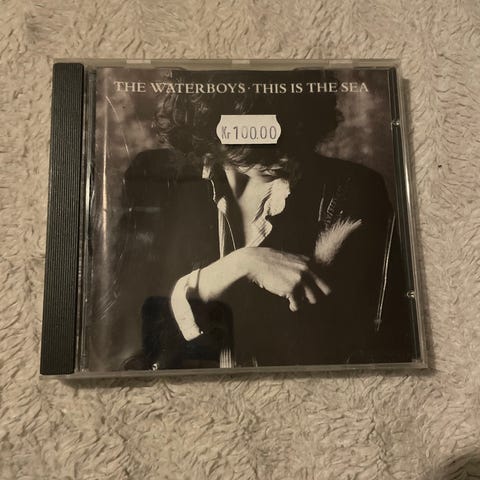 THE WATERBOYS · THIS IS THE SEA
Kr 100.00